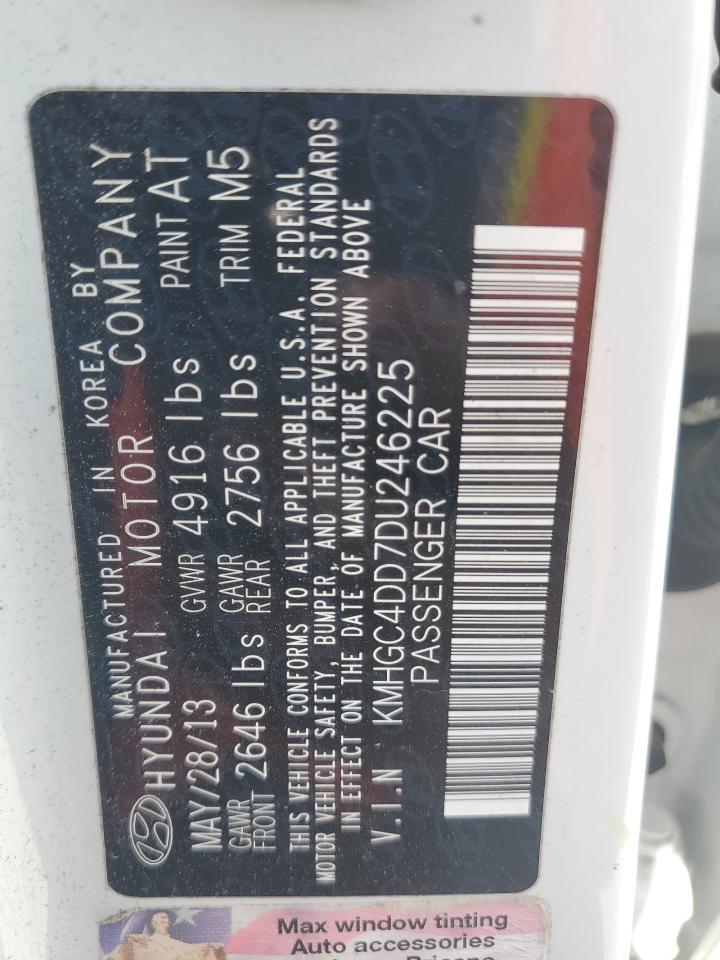 MANUFACTURED IN KOREA BY
HYUNDAI MOTOR COMPANY
MAY/28/13 GVWR 4916 lbs PAINT AT
GAWR FRONT 2646 lbs GAWR REAR 2756 lbs TRIM M5
THIS VEHICLE CONFORMS TO ALL APPLICABLE U.S.A. FEDERAL
MOTOR VEHICLE SAFETY, BUMPER, AND THEFT PREVENTION STANDARDS
IN EFFECT ON THE DATE OF MANUFACTURE SHOWN ABOVE
V.I.N KMHGC4DD7DU246225
PASSENGER CAR
Max window tinting
Auto accessories